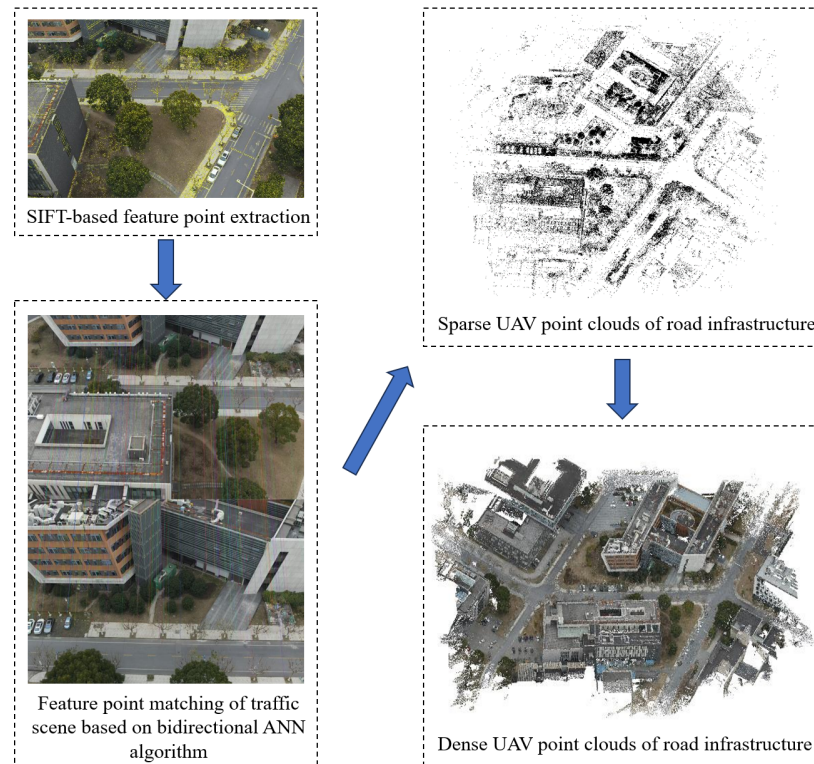 SIFT-based feature point extraction
Feature point matching of traffic
scene based on bidirectional ANN
algorithm
Sparse UAV point clouds of road infrastructure
Dense UAV point clouds of road infrastructure